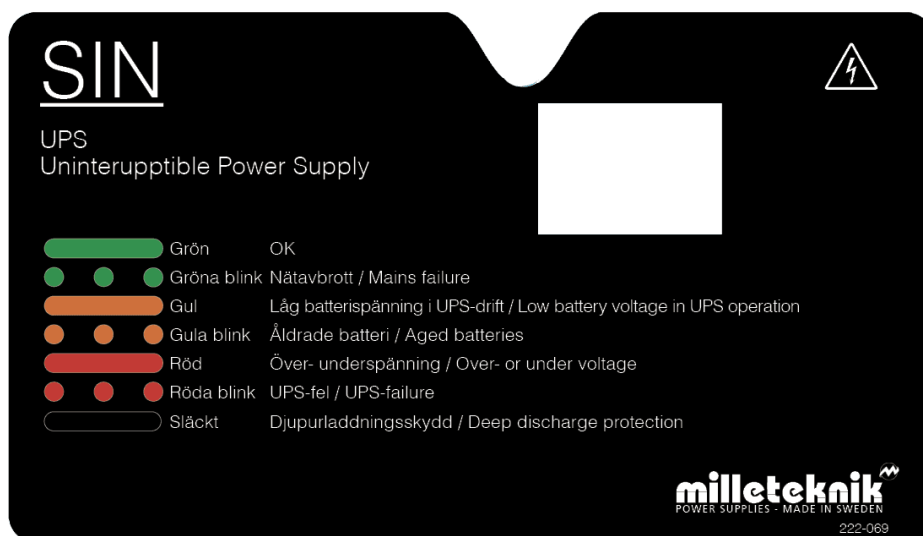 SIN
UPS
Uninterupptible Power Supply
Grön OK
Gröna blink Nätavbrott / Mains failure
Gul Låg batterispänning i UPS-drift / Low battery voltage in UPS operation
Gula blink Åldrade batteri / Aged batteries
Röd Över- underspänning / Over- or under voltage
Röda blink UPS-fel / UPS-failure
Släckt Djupurladdningsskydd / Deep discharge protection
milleteknik
POWER SUPPLIES - MADE IN SWEDEN
222-069